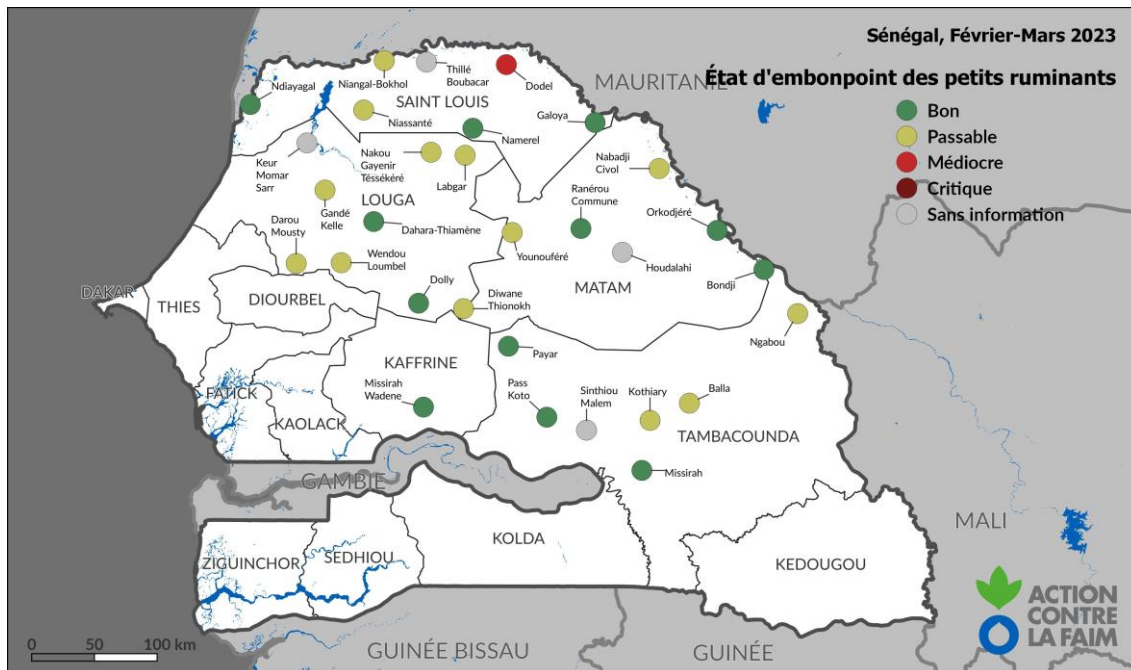 Sénégal, Février-Mars 2023
État d'embonpoint des petits ruminants
Bon
Passable
Médiocre
Critique
Sans information
MAURITANIE
Ndiayagal
Niangal-Bokhol
Thillé
Boubacar
Dodel
SAINT LOUIS
Niassanté
Namerel
Galoya
Keur
Momar
Sarr
Nakou
Gayenir
Téssékéré
Labgar
Nabadji
Civol
LOUGA
Gandé
Kelle
Ranérou
Commune
Orkodjéré
Darou
Mousty
Dahara-Thiamène
Wendou
Loumbel
Younouféré
Houdalahi
Bondji
DAKAR
THIES
DIOURBEL
Dolly
Diwane
Thionokh
MATAM
Ngabou
KAFFRINE
Payar
FATICK
KAOLACK
Missirah
Wadene
Pass
Koto
Sinthiou
Malem
Kothiary
Balla
TAMBACOUNDA
Missirah
GAMBIE
MALI
ZIGUINCHOR
SEDHIOU
KOLDA
KEDOUGOU
GUINÉE BISSAU
GUINÉE
0 50 100 km
ACTION
CONTRE
LA FAIM